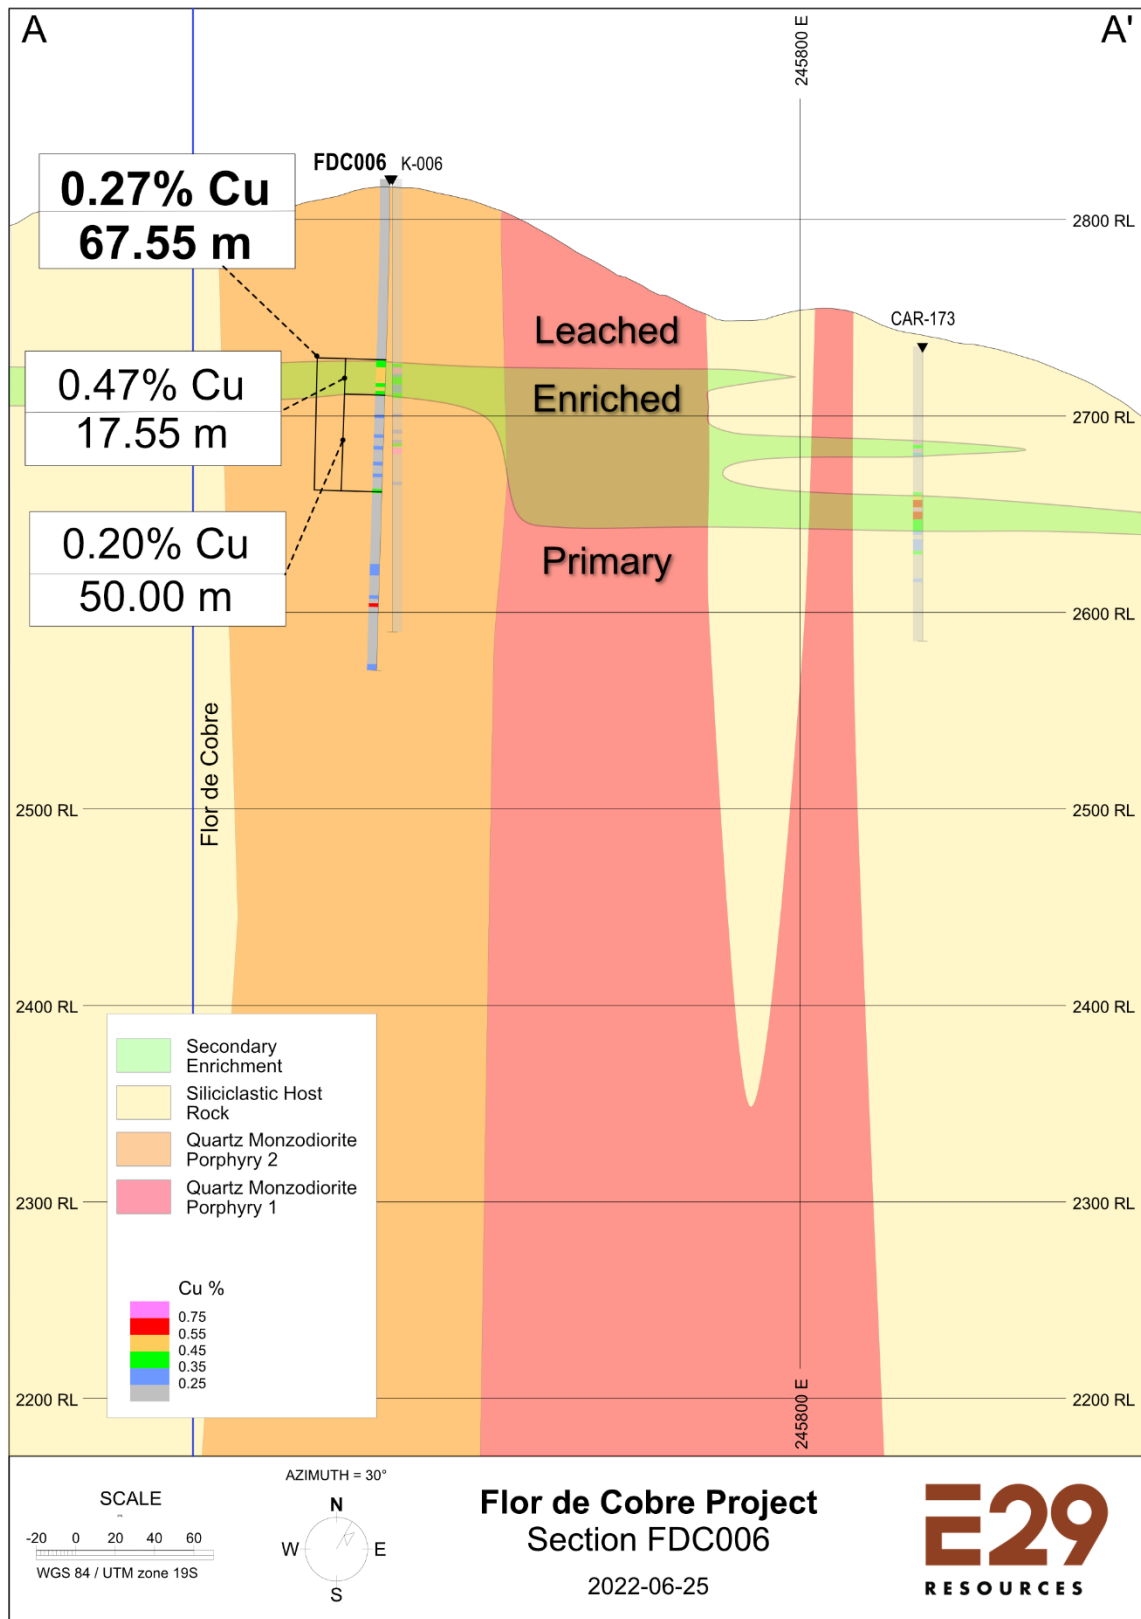 A
A'
245800 E
FDC006 K-006
0.27% Cu
67.55 m
2800 RL
CAR-173
Leached
0.47% Cu
17.55 m
Enriched
2700 RL
0.20% Cu
50.00 m
Primary
2600 RL
Flor de Cobre
2500 RL
2500 RL
2400 RL
2400 RL
Secondary
Enrichment
Siliciclastic Host
Rock
Quartz Monzodiorite
Porphyry 2
Quartz Monzodiorite
Porphyry 1
2300 RL
2300 RL
Cu %
0.75
0.55
0.45
0.35
0.25
2200 RL
2200 RL
245800 E
SCALE
-20 0 20 40 60
WGS 84 / UTM zone 19S
AZIMUTH = 30°
N
W E
S
Flor de Cobre Project
Section FDC006
2022-06-25
E29
RESOURCES